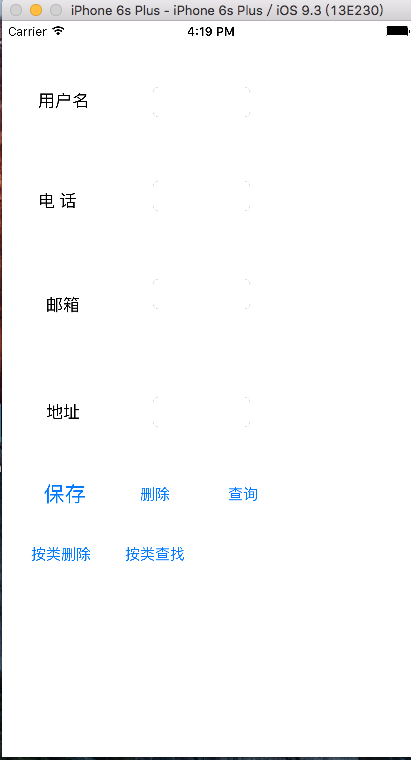 iPhone 6s Plus - iPhone 6s Plus / iOS 9.3 (13E230)
Carrier 4:19 PM
用户名
电 话
邮箱
地址
保存 删除 查询
按类删除 按类查找